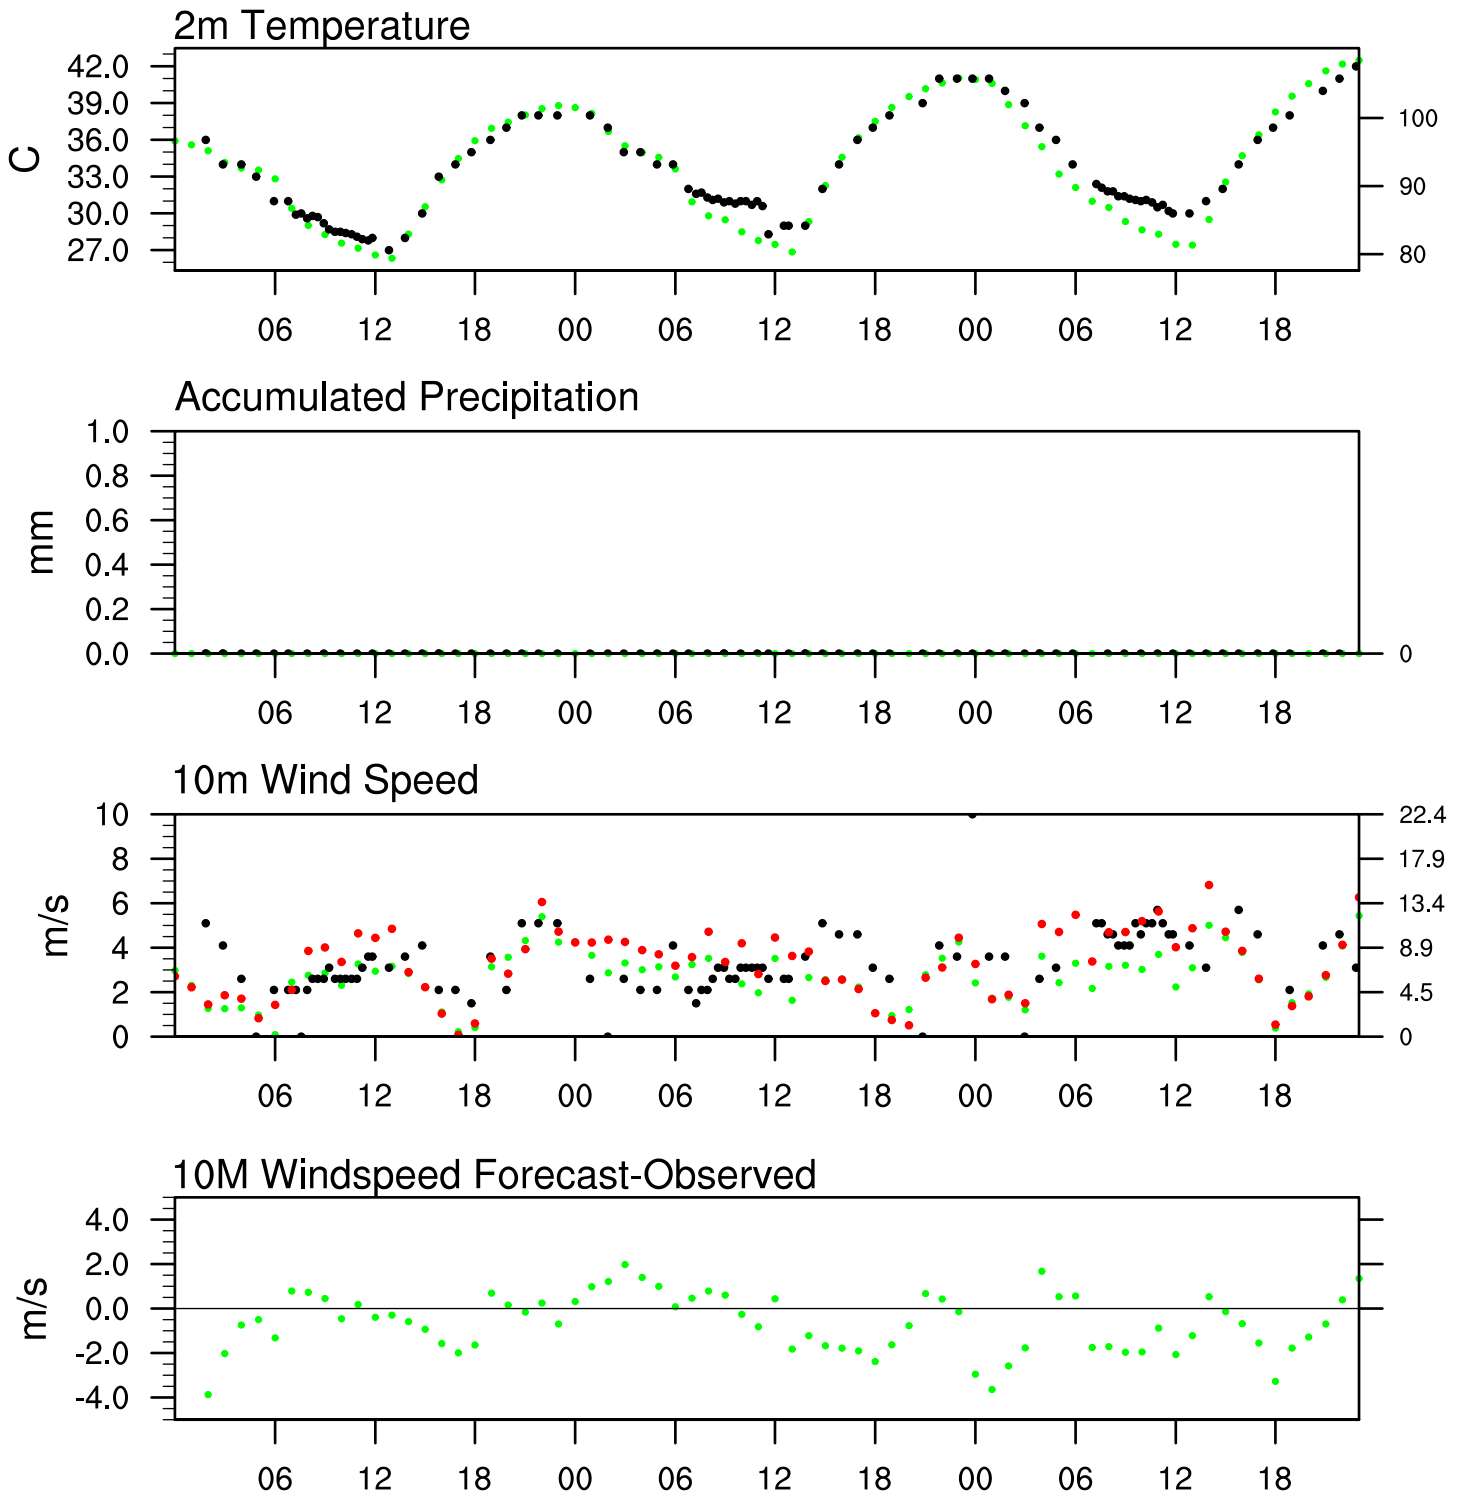 2m Temperature
42.0
39.0
36.0
33.0
30.0
27.0
C
100
90
80
06 12 18 00 06 12 18 00 06 12 18
Accumulated Precipitation
1.0
0.8
0.6
0.4
0.2
0.0
mm
0
06 12 18 00 06 12 18 00 06 12 18
10m Wind Speed
10
8
6
4
2
0
m/s
22.4
17.9
13.4
8.9
4.5
0
06 12 18 00 06 12 18 00 06 12 18
10M Windspeed Forecast-Observed
4.0
2.0
0.0
-2.0
-4.0
m/s
06 12 18 00 06 12 18 00 06 12 18